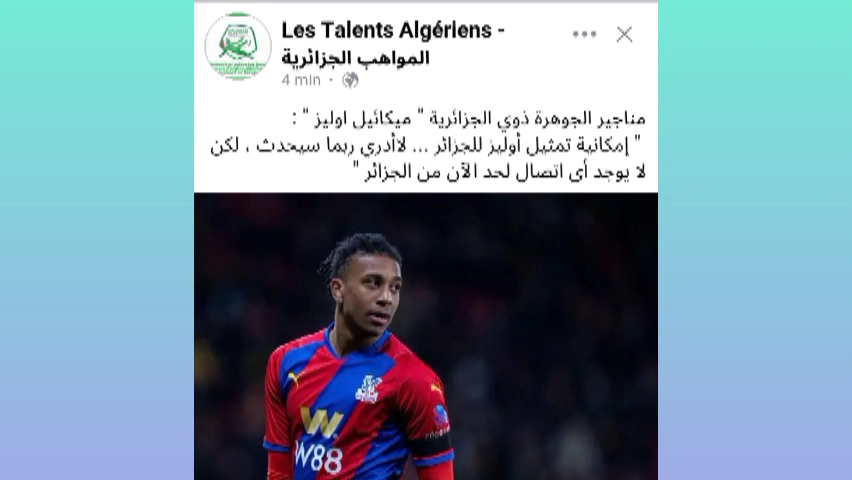 Les Talents Algériens -
المواهب الجزائرية
4 min
مناجير الجوهرة ذوي الجزائرية " ميكائيل اوليز " :
" إمكانية تمثيل أوليز للجزائر ... لاأدري ربما سيحدث ، لكن
لا يوجد أى اتصال لحد الآن من الجزائر "
W88